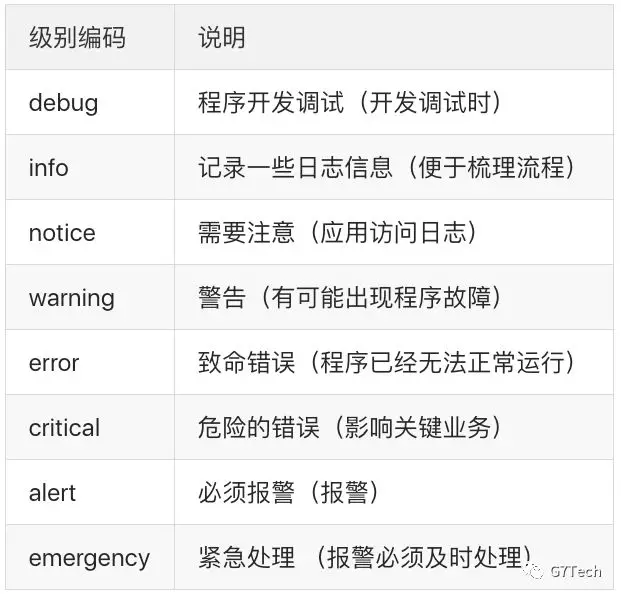 级别编码 说明
debug 程序开发调试（开发调试时）
info 记录一些日志信息（便于梳理流程）
notice 需要注意（应用访问日志）
warning 警告（有可能出现程序故障）
error 致命错误（程序已经无法正常运行）
critical 危险的错误（影响关键业务）
alert 必须报警（报警）
emergency 紧急处理 （报警必须及时处理）
G7Tech